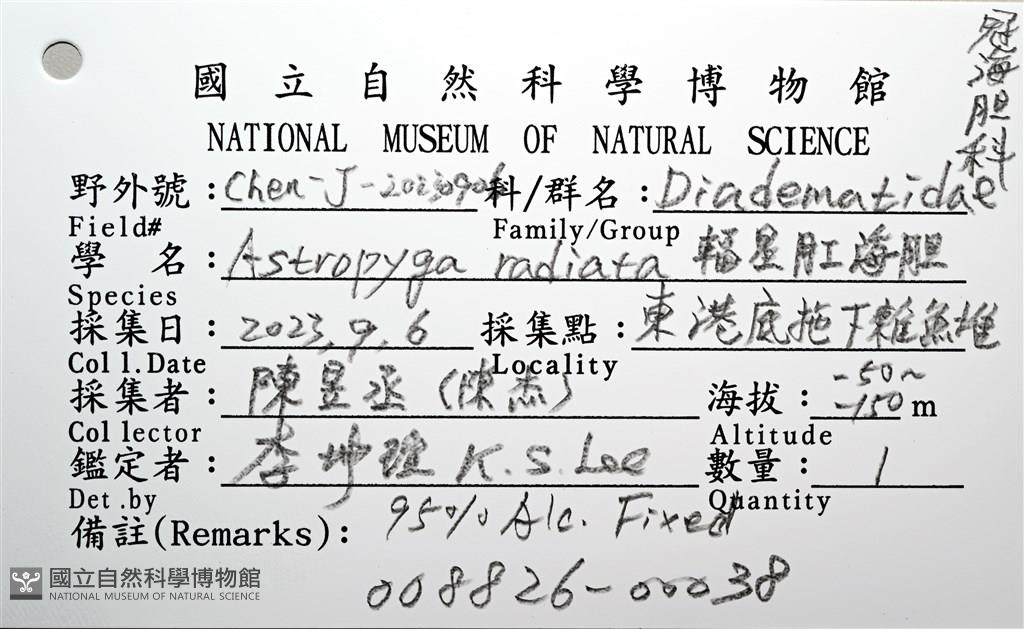 冠海胆科
國立自然科學博物館
NATIONAL MUSEUM OF NATURAL SCIENCE
野外號：Chen-J-20230906 科/群名：Diadematidae
Field# Family/Group
學名：Astropyga radiata 輻星肛海胆
Species
採集日：2023.9.6 採集點：東港底拖下雜魚堆
Coll.Date Locality
採集者：陳昱丞（陳杰） 海拔：-50~-150 m
Collector Altitude
鑑定者：李坤瑄 K.S.Lee 數量：1
Det.by Quantity
備註(Remarks)： 95% Alc. Fixed
008826-00038
國立自然科學博物館
NATIONAL MUSEUM OF NATURAL SCIENCE